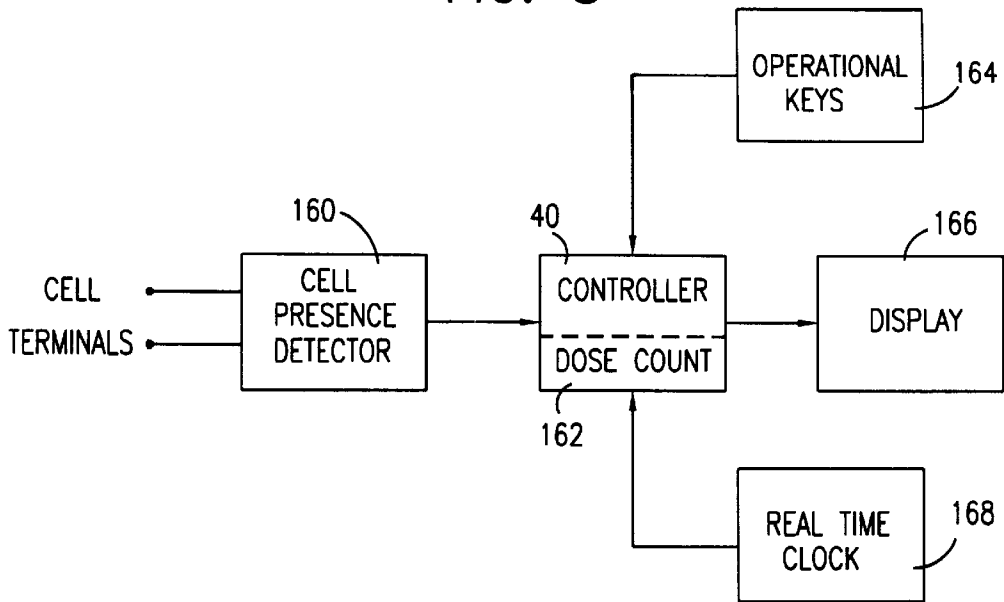 OPERATIONAL
KEYS
164
160
40
166
CELL
TERMINALS
CELL
PRESENCE
DETECTOR
CONTROLLER
DOSE COUNT
162
DISPLAY
REAL TIME
CLOCK
168